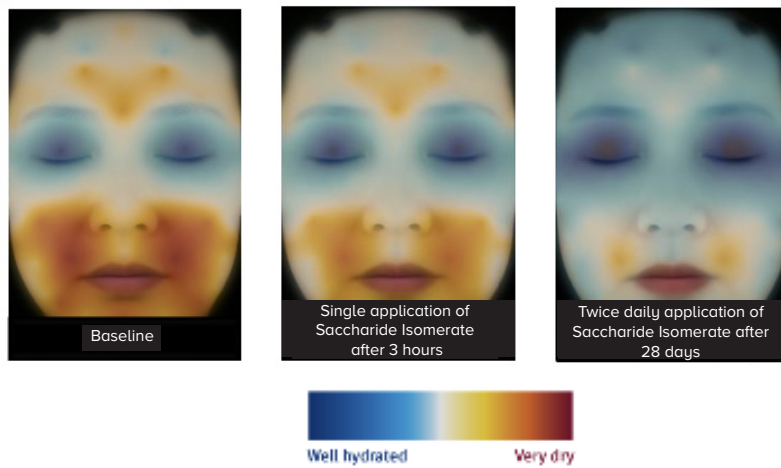 Baseline
Single application of
Saccharide Isomerate
after 3 hours
Twice daily application of
Saccharide Isomerate after
28 days
Well hydrated
Very dry